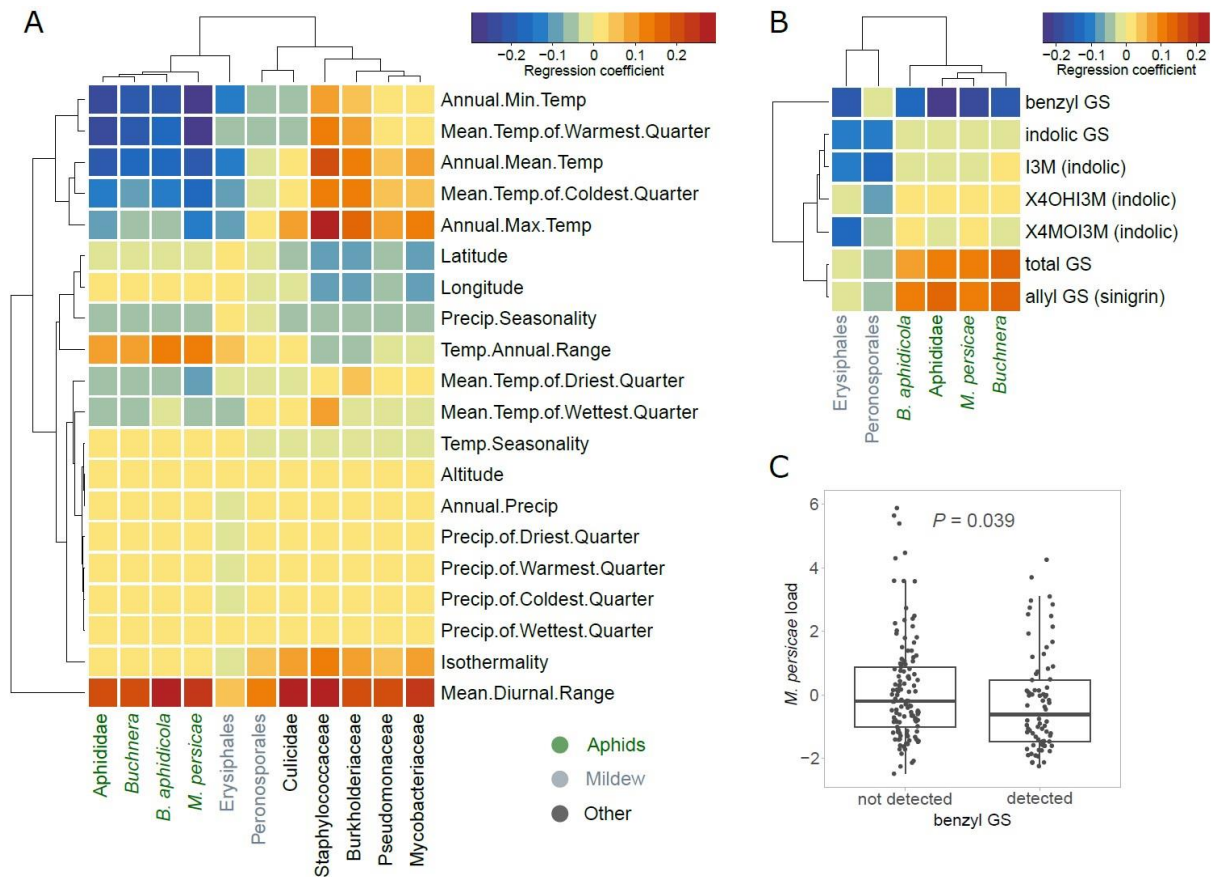 A
−0.2 −0.1 0 0.1 0.2
Regression coefficient
Annual.Min.Temp
Mean.Temp.of.Warmest.Quarter
Annual.Mean.Temp
Mean.Temp.of.Coldest.Quarter
Annual.Max.Temp
Latitude
Longitude
Precip.Seasonality
Temp.Annual.Range
Mean.Temp.of.Driest.Quarter
Mean.Temp.of.Wettest.Quarter
Temp.Seasonality
Altitude
Annual.Precip
Precip.of.Driest.Quarter
Precip.of.Warmest.Quarter
Precip.of.Coldest.Quarter
Precip.of.Wettest.Quarter
Isothermality
Mean.Diurnal.Range
Aphididae
Buchnera
B. aphidicola
M. persicae
Erysiphales
Peronosporales
Culicidae
Staphylococcaceae
Burkholderiaceae
Pseudomonaceae
Mycobacteriaceae
Aphids
Mildew
Other
B
−0.2 −0.1 0 0.1 0.2
Regression coefficient
benzyl GS
indolic GS
I3M (indolic)
X4OHI3M (indolic)
X4MOI3M (indolic)
total GS
allyl GS (sinigrin)
Erysiphales
Peronosporales
B. aphidicola
Aphididae
M. persicae
Buchnera
C
P = 0.039
M. persicae load
6
4
2
0
−2
not detected
detected
benzyl GS